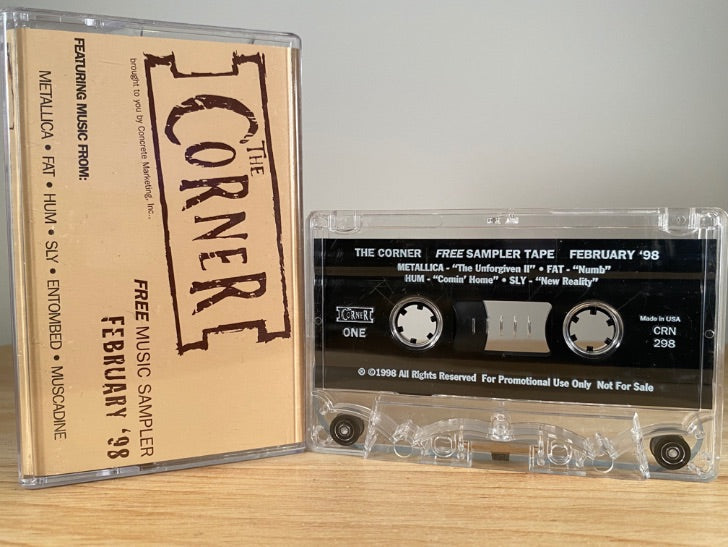 THE
CORNER
brought to you by Concrete Marketing, Inc..
FREE MUSIC SAMPLER
FEBRUARY '98
FEATURING MUSIC FROM:
METALLICA • FAT • HUM • SLY • ENTOMBED • MUSCADINE
THE CORNER FREE SAMPLER TAPE FEBRUARY '98
METALLICA - "The Unforgiven II" • FAT - "Numb"
HUM - "Comin' Home" • SLY - "New Reality"
CORNER
ONE
Made in USA
CRN
298
℗ ©1998 All Rights Reserved For Promotional Use Only Not For Sale